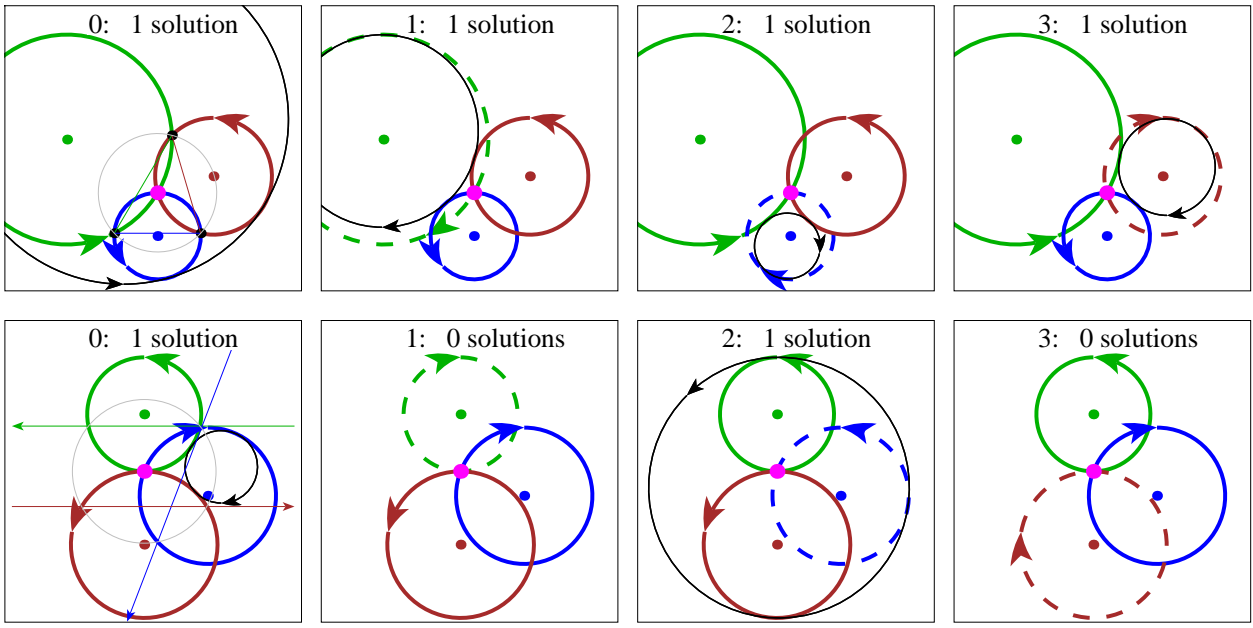 0: 1 solution
1: 1 solution
2: 1 solution
3: 1 solution
0: 1 solution
1: 0 solutions
2: 1 solution
3: 0 solutions